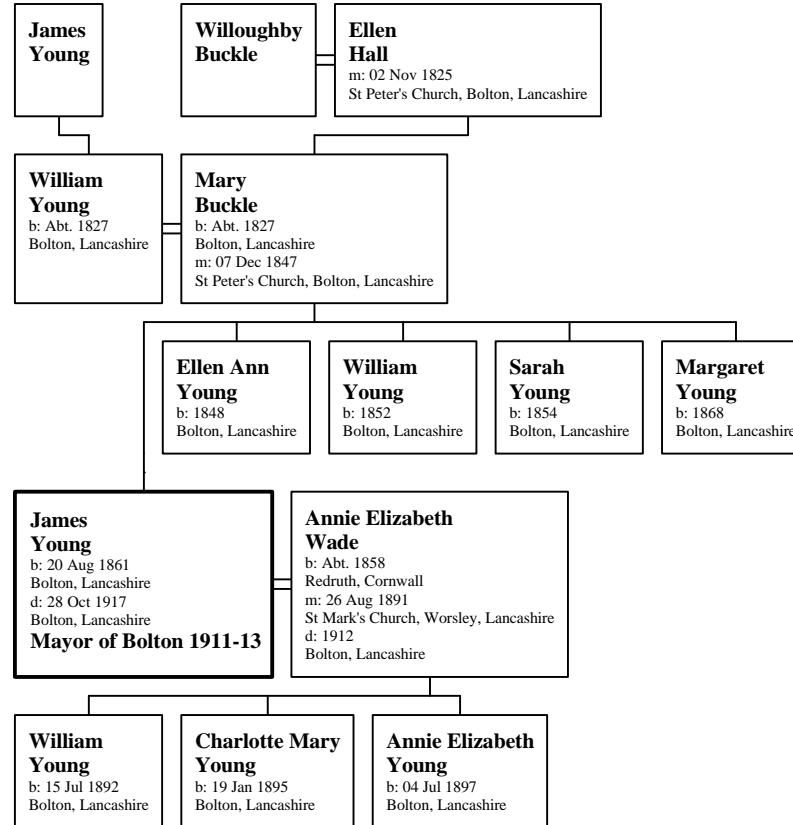 James
Young
Willoughby
Buckle
Ellen
Hall
m: 02 Nov 1825
St Peter's Church, Bolton, Lancashire
William
Young
b: Abt. 1827
Bolton, Lancashire
Mary
Buckle
b: Abt. 1827
Bolton, Lancashire
m: 07 Dec 1847
St Peter's Church, Bolton, Lancashire
Ellen Ann
Young
b: 1848
Bolton, Lancashire
William
Young
b: 1852
Bolton, Lancashire
Sarah
Young
b: 1854
Bolton, Lancashire
Margaret
Young
b: 1868
Bolton, Lancashire
James
Young
b: 20 Aug 1861
Bolton, Lancashire
d: 28 Oct 1917
Bolton, Lancashire
Mayor of Bolton 1911-13
Annie Elizabeth
Wade
b: Abt. 1858
Redruth, Cornwall
m: 26 Aug 1891
St Mark's Church, Worsley, Lancashire
d: 1912
Bolton, Lancashire
William
Young
b: 15 Jul 1892
Bolton, Lancashire
Charlotte Mary
Young
b: 19 Jan 1895
Bolton, Lancashire
Annie Elizabeth
Young
b: 04 Jul 1897
Bolton, Lancashire